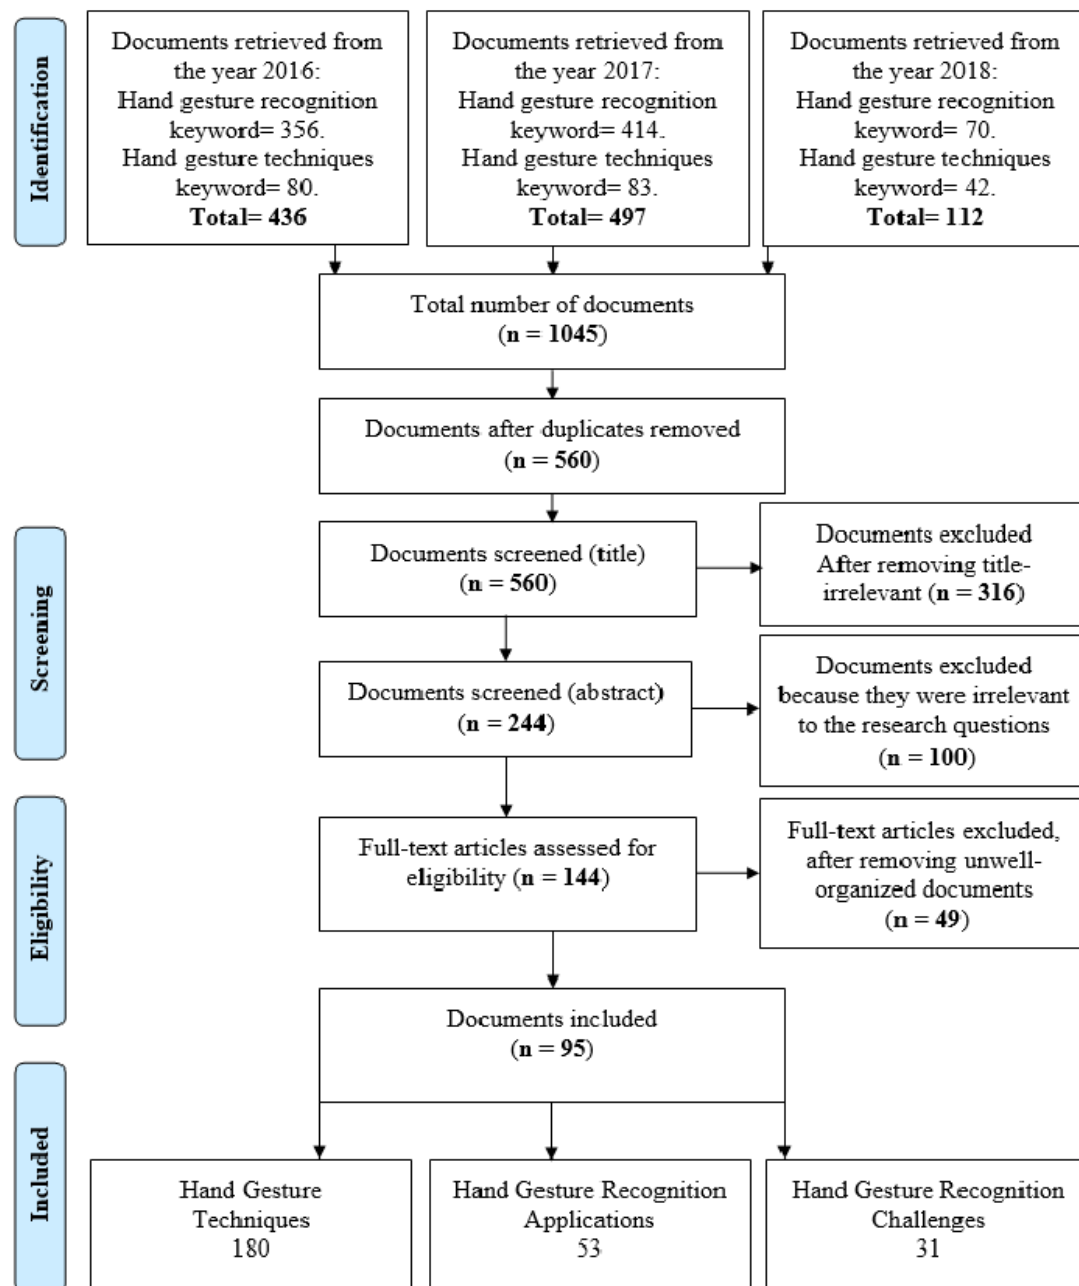 Identification
Documents retrieved from
the year 2016:
Hand gesture recognition
keyword= 356.
Hand gesture techniques
keyword= 80.
Total= 436
Documents retrieved from
the year 2017:
Hand gesture recognition
keyword= 414.
Hand gesture techniques
keyword= 83.
Total= 497
Documents retrieved from
the year 2018:
Hand gesture recognition
keyword= 70.
Hand gesture techniques
keyword= 42.
Total= 112
Total number of documents
(n = 1045)
Documents after duplicates removed
(n = 560)
Screening
Documents screened (title)
(n = 560)
Documents excluded
After removing title-
irrelevant (n = 316)
Documents screened (abstract)
(n = 244)
Documents excluded
because they were irrelevant
to the research questions
(n = 100)
Eligibility
Full-text articles assessed for
eligibility (n = 144)
Full-text articles excluded,
after removing unwell-
organized documents
(n = 49)
Documents included
(n = 95)
Included
Hand Gesture
Techniques
180
Hand Gesture Recognition
Applications
53
Hand Gesture Recognition
Challenges
31